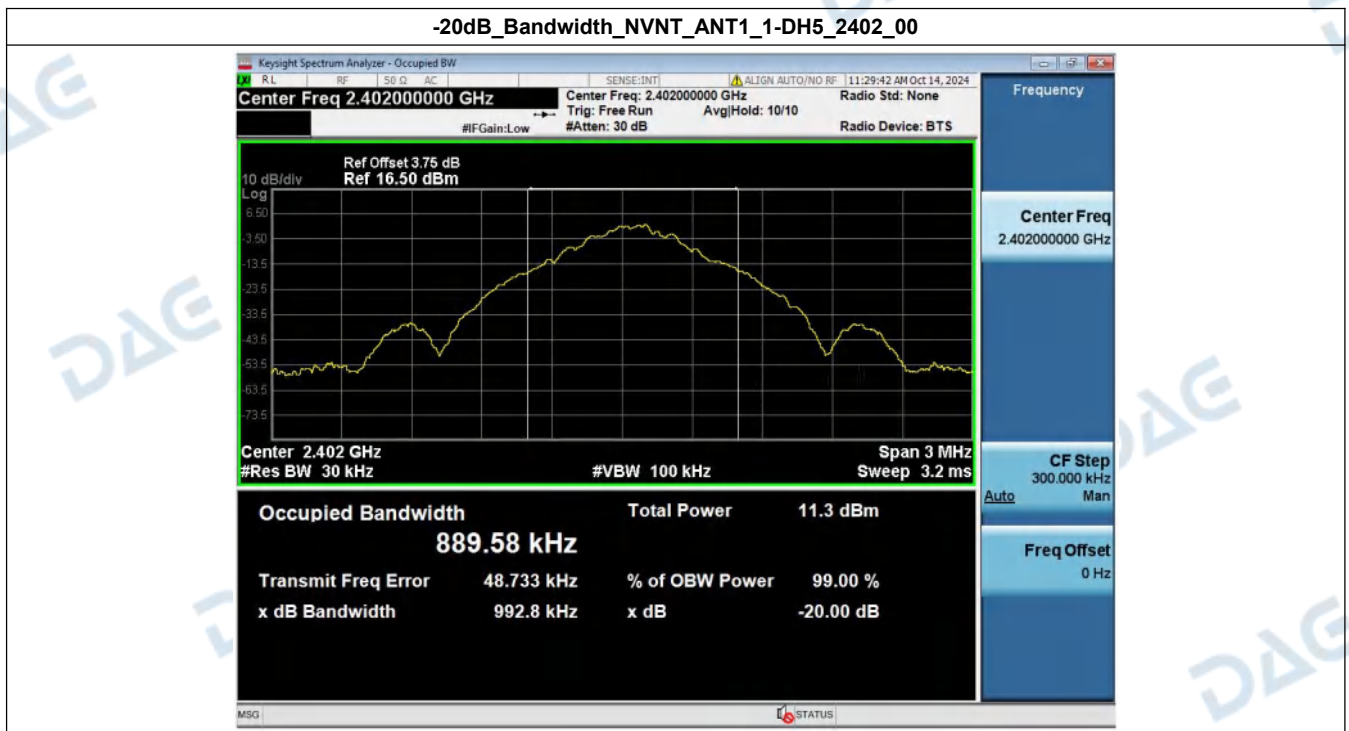 -20dB_Bandwidth_NVNT_ANT1_1-DH5_2402_00
Keysight Spectrum Analyzer - Occupied BW
LXI RL RF 50 Ω AC SENSE:INT ALIGN AUTO/NO RF 11:29:42 AM Oct 14, 2024
Center Freq 2.402000000 GHz
Center Freq: 2.402000000 GHz
Radio Std: None
Trig: Free Run Avg|Hold: 10/10
#IFGain:Low
#Atten: 30 dB
Radio Device: BTS
Ref Offset 3.75 dB
10 dB/div Ref 16.50 dBm
Log
6.50
-3.50
-13.5
-23.5
-33.5
-43.5
-53.5
-63.5
-73.5
Center 2.402 GHz Span 3 MHz
#Res BW 30 kHz #VBW 100 kHz Sweep 3.2 ms
Occupied Bandwidth Total Power 11.3 dBm
889.58 kHz
Transmit Freq Error 48.733 kHz % of OBW Power 99.00 %
x dB Bandwidth 992.8 kHz x dB -20.00 dB
Frequency
Center Freq
2.402000000 GHz
CF Step
300.000 kHz
Auto Man
Freq Offset
0 Hz
MSG STATUS
DAG
DAG
DAG